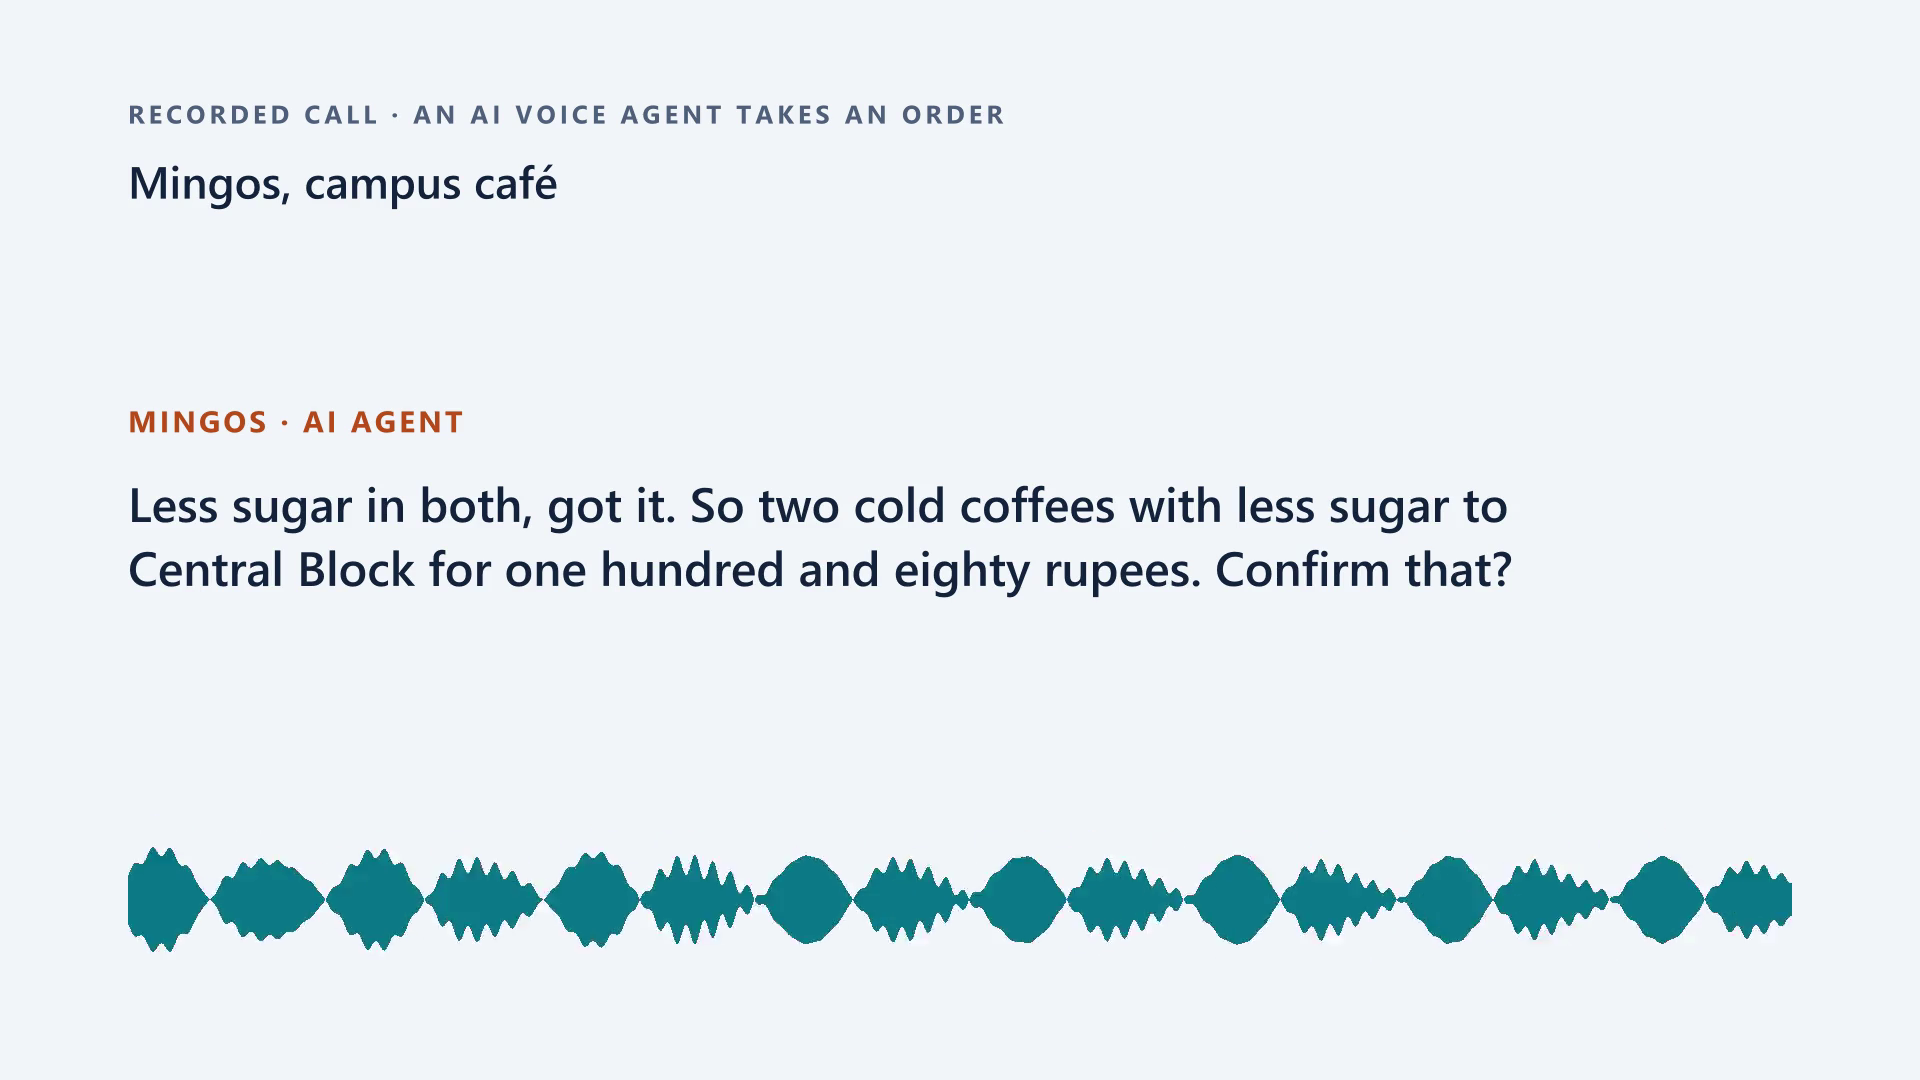 RECORDED CALL · AN AI VOICE AGENT TAKES AN ORDER
Mingos, campus café
MINGOS · AI AGENT
Less sugar in both, got it. So two cold coffees with less sugar to
Central Block for one hundred and eighty rupees. Confirm that?